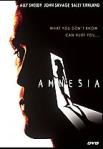 ALLY SHEEDY JOHN SAVAGE SALLY KIRKLAND
WHAT YOU DON'T KNOW
CAN HURT YOU...
AMNESIA
DVD